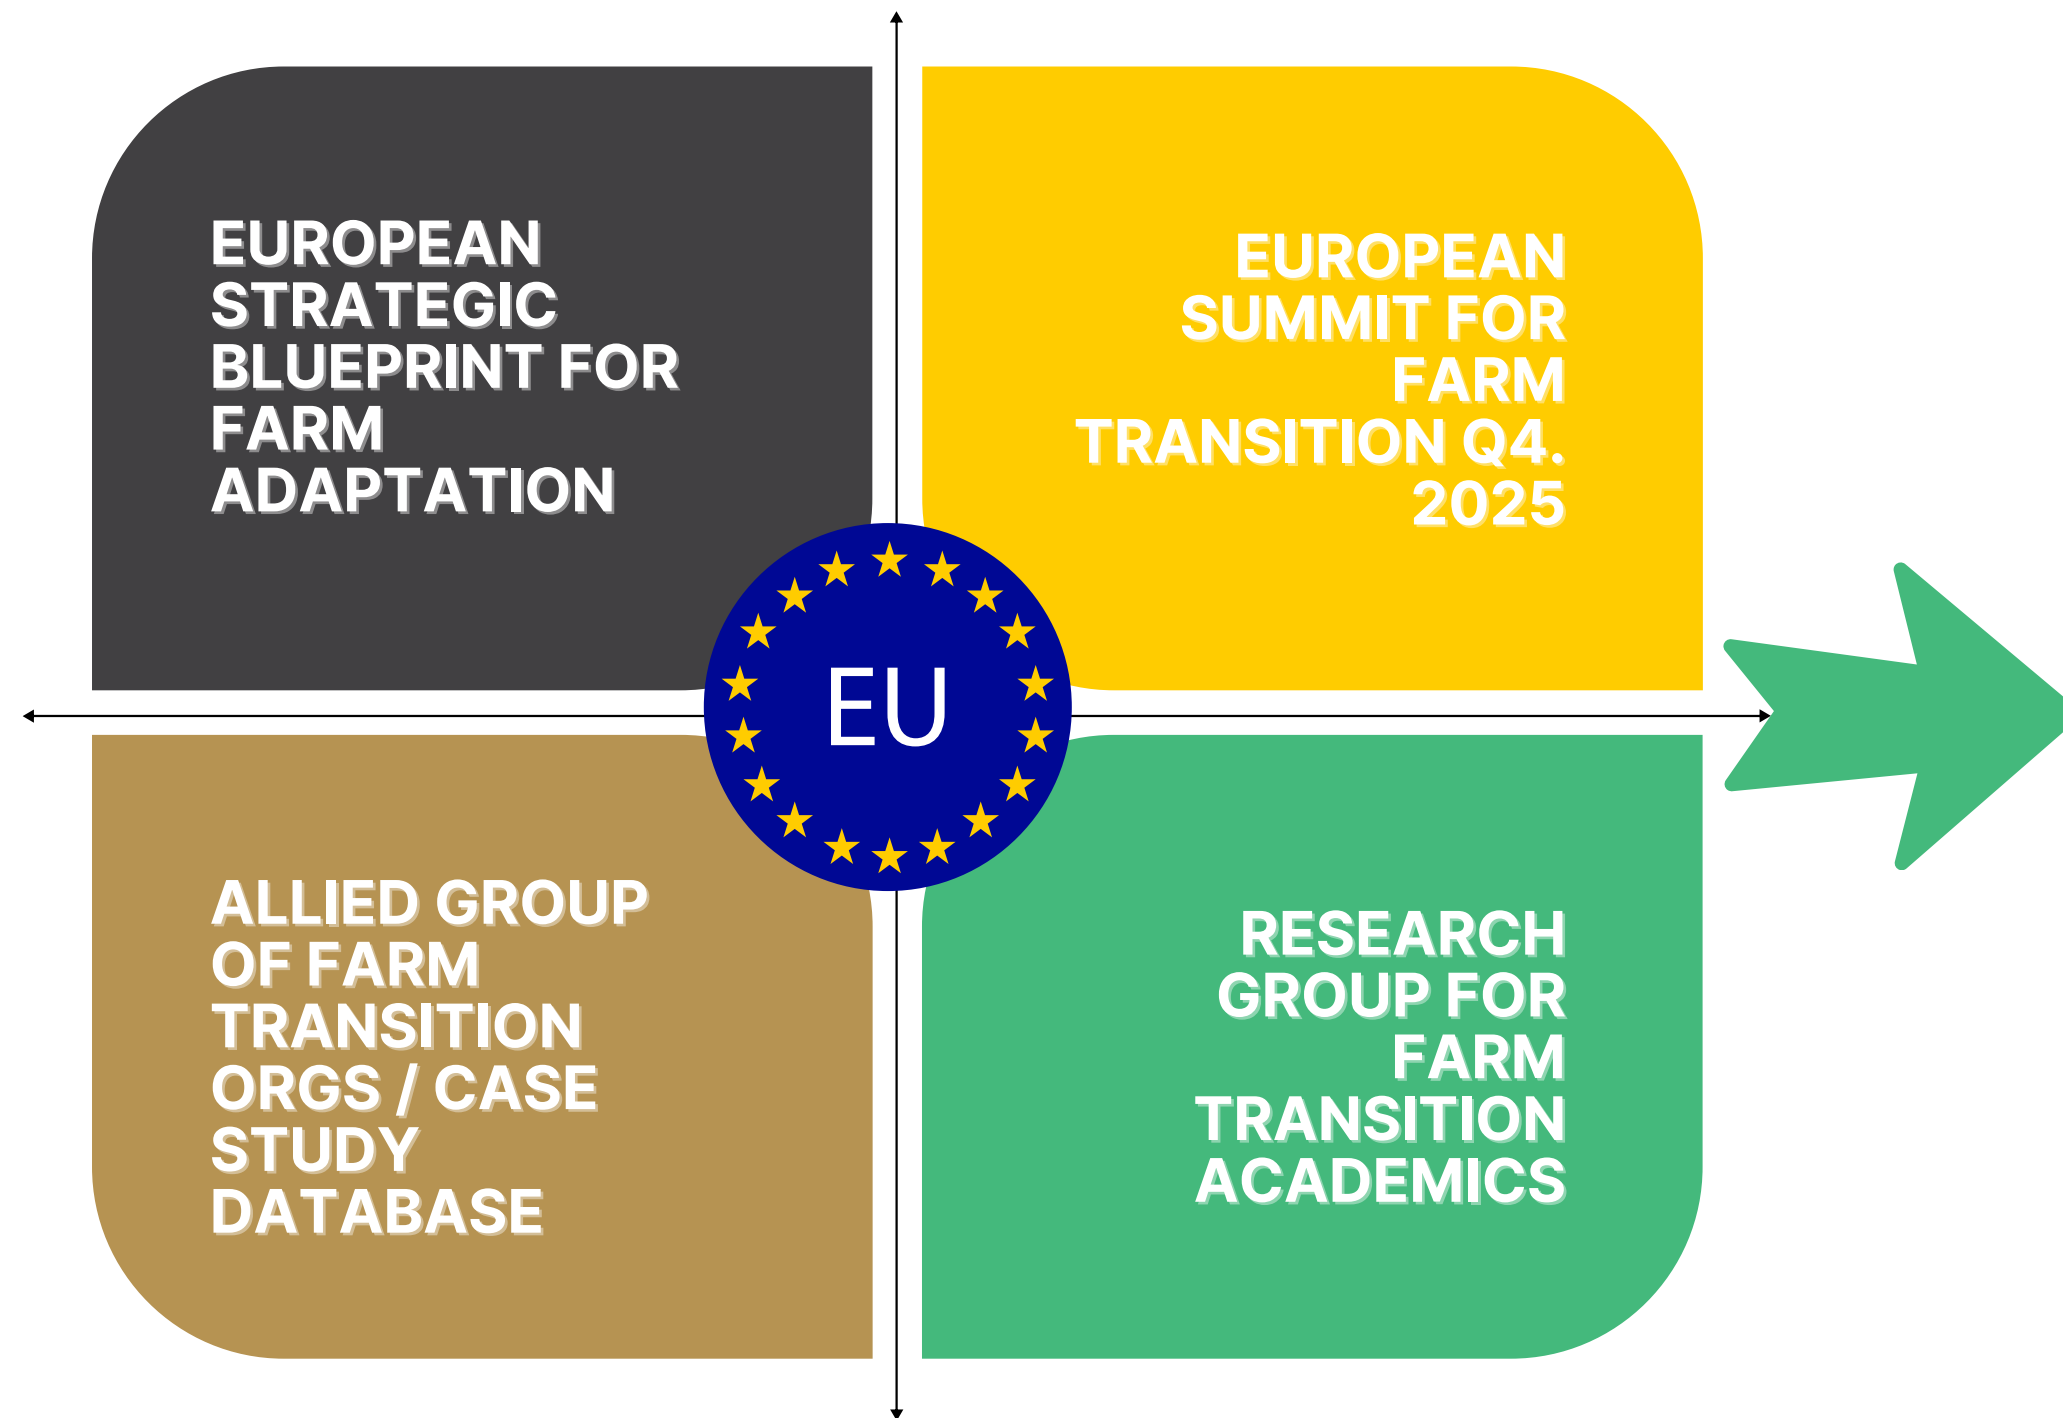 EUROPEAN
STRATEGIC
BLUEPRINT FOR
FARM
ADAPTATION
EUROPEAN
SUMMIT FOR
FARM
TRANSITION Q4.
2025
EU
ALLIED GROUP
OF FARM
TRANSITION
ORGS / CASE
STUDY
DATABASE
RESEARCH
GROUP FOR
FARM
TRANSITION
ACADEMICS